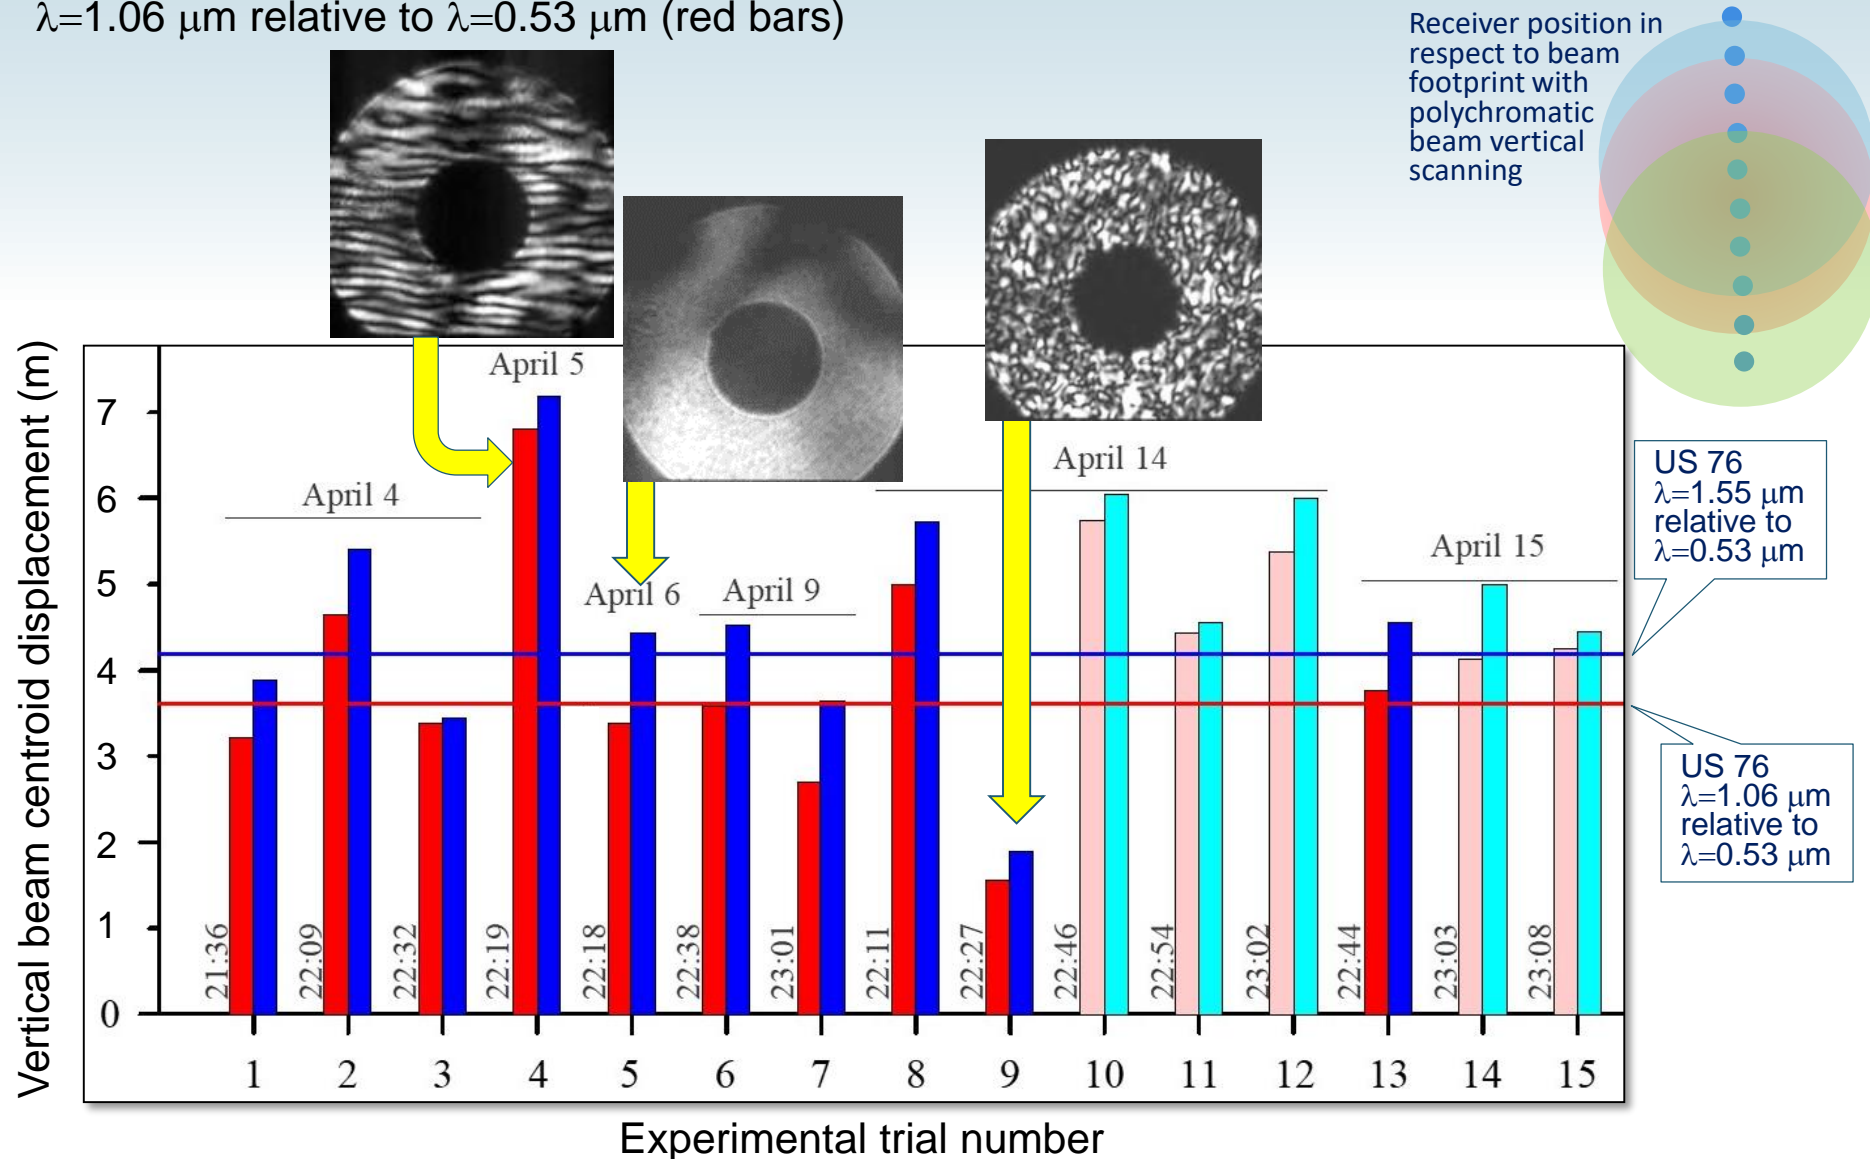 λ=1.06 μm relative to λ=0.53 μm (red bars)
Receiver position in
respect to beam
footprint with
polychromatic
beam vertical
scanning
Vertical beam centroid displacement (m)
7
6
5
4
3
2
1
0
April 4
April 5
April 6
April 9
April 14
April 15
21:36
22:09
22:32
22:19
22:18
22:38
23:01
22:11
22:27
22:46
22:54
23:02
22:44
23:03
23:08
1 2 3 4 5 6 7 8 9 10 11 12 13 14 15
Experimental trial number
US 76
λ=1.55 μm
relative to
λ=0.53 μm
US 76
λ=1.06 μm
relative to
λ=0.53 μm